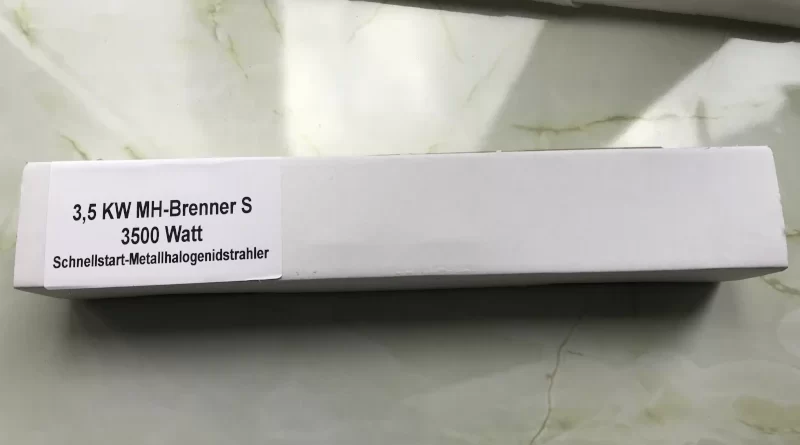 3,5 KW MH-Brenner S
3500 Watt
Schnellstart-Metallhalogenidstrahler